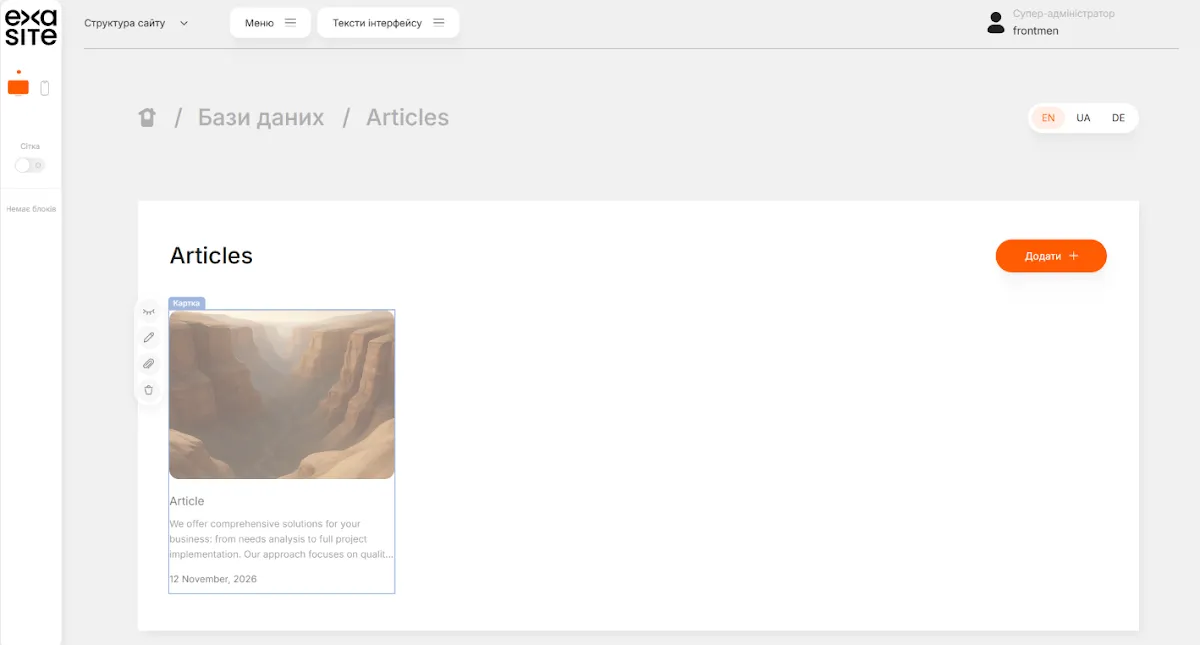 exa
SITE
Структура сайту
Меню
Тексти інтерфейсу
Супер-адміністратор
frontmen
Сітка
Немає блоків
/ Бази даних / Articles
EN UA DE
Articles
Додати +
Картка
Article
We offer comprehensive solutions for your
business: from needs analysis to full project
implementation. Our approach focuses on qualit...
12 November, 2026